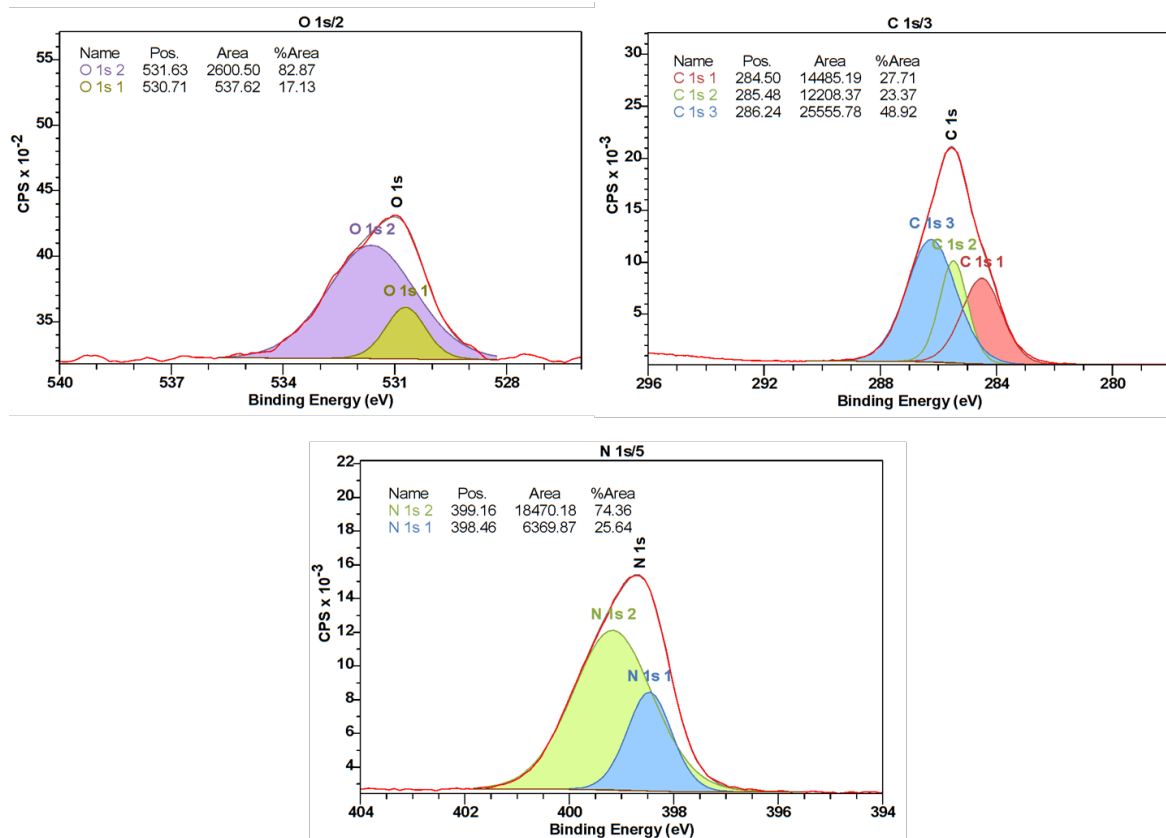 O 1s/2
Name Pos. Area %Area
O 1s 2 531.63 2600.50 82.87
O 1s 1 530.71 537.62 17.13
55
50
45
40
35
CPS x 10⁻²
O 1s
O 1s 2
O 1s 1
540 537 534 531 528
Binding Energy (eV)
C 1s/3
Name Pos. Area %Area
C 1s 1 284.50 14485.19 27.71
C 1s 2 285.48 12208.37 23.37
C 1s 3 286.24 25555.78 48.92
30
25
20
15
10
5
CPS x 10⁻³
C 1s
C 1s 3
C 1s 2
C 1s 1
296 292 288 284 280
Binding Energy (eV)
N 1s/5
Name Pos. Area %Area
N 1s 2 399.16 18470.18 74.36
N 1s 1 398.46 6369.87 25.64
22
20
18
16
14
12
10
8
6
4
CPS x 10⁻³
N 1s
N 1s 2
N 1s 1
404 402 400 398 396 394
Binding Energy (eV)